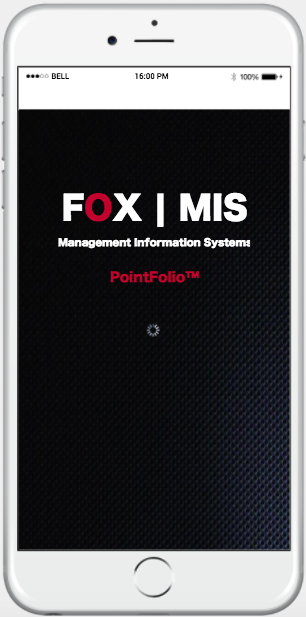 BELL 16:00 PM 100%
FOX | MIS
Management Information Systems
PointFolio™